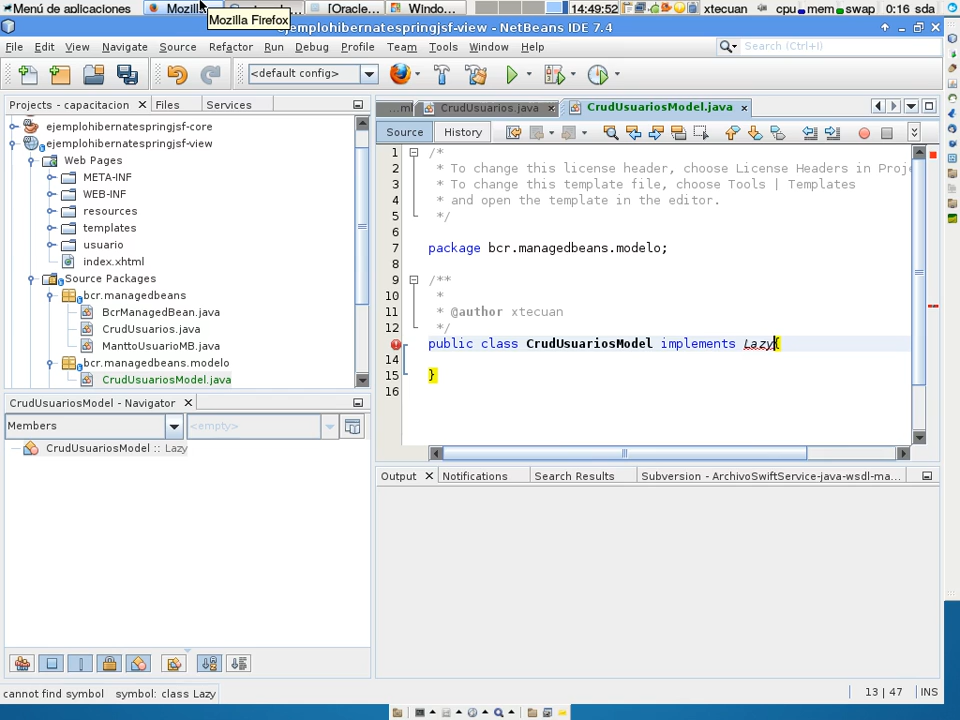 Menú de aplicaciones
Mozill
[Oracle...
Windo...
14:49:52
xtecuan
cpu
mem
swap
0:16 sda
Mozilla Firefox
ejemplohibernatespringjsf-view - NetBeans IDE 7.4
File Edit View Navigate Source Refactor Run Debug Profile Team Tools Window Help
Search (Ctrl+I)
<default config>
Projects - capacitacion
Files
Services
...ml
CrudUsuarios.java
CrudUsuariosModel.java
Source
History
ejemplohibernatespringjsf-core
ejemplohibernatespringjsf-view
Web Pages
META-INF
WEB-INF
resources
templates
usuario
index.xhtml
Source Packages
bcr.managedbeans
BcrManagedBean.java
CrudUsuarios.java
ManttoUsuarioMB.java
bcr.managedbeans.modelo
CrudUsuariosModel.java
1 /*
2 * To change this license header, choose License Headers in Proj
3 * To change this template file, choose Tools | Templates
4 * and open the template in the editor.
5 */
6
7 package bcr.managedbeans.modelo;
8
9 /**
10 *
11 * @author xtecuan
12 */
public class CrudUsuariosModel implements Lazy{
14
15 }
16
CrudUsuariosModel - Navigator
Members
<empty>
CrudUsuariosModel :: Lazy
Output
Notifications
Search Results
Subversion - ArchivoSwiftService-java-wsdl-ma...
cannot find symbol symbol: class Lazy
13 | 47
INS